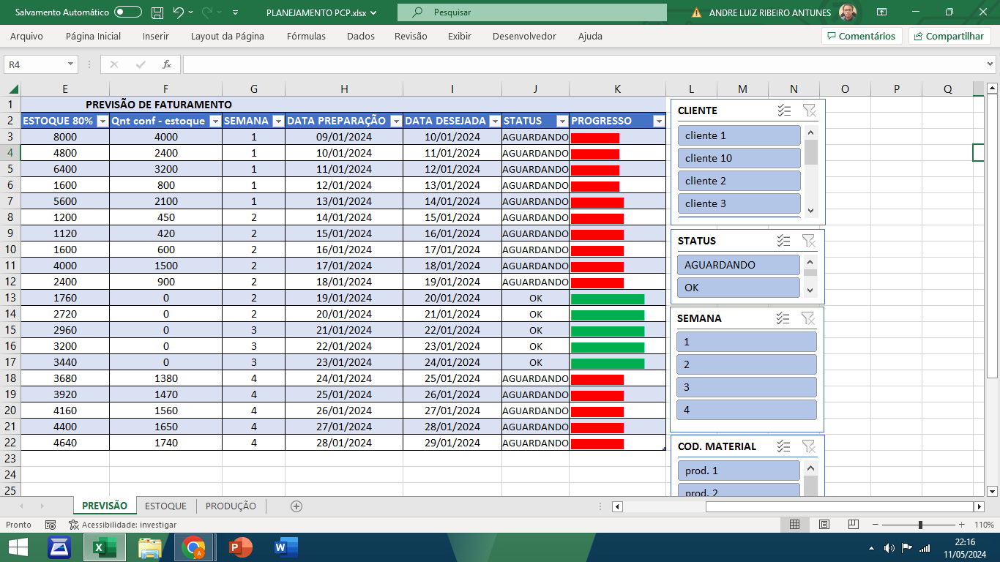 Salvamento Automático PLANEJAMENTO PCP.xlsx Pesquisar ANDRE LUIZ RIBEIRO ANTUNES
Arquivo Página Inicial Inserir Layout da Página Fórmulas Dados Revisão Exibir Desenvolvedor Ajuda Comentários Compartilhar
R4 fx
E F G H I J K L M N O P Q
1 PREVISÃO DE FATURAMENTO
2 ESTOQUE 80% Qnt conf - estoque SEMANA DATA PREPARAÇÃO DATA DESEJADA STATUS PROGRESSO
3 8000 4000 1 09/01/2024 10/01/2024 AGUARDANDO
4 4800 2400 1 10/01/2024 11/01/2024 AGUARDANDO
5 6400 3200 1 11/01/2024 12/01/2024 AGUARDANDO
6 1600 800 1 12/01/2024 13/01/2024 AGUARDANDO
7 5600 2100 1 13/01/2024 14/01/2024 AGUARDANDO
8 1200 450 2 14/01/2024 15/01/2024 AGUARDANDO
9 1120 420 2 15/01/2024 16/01/2024 AGUARDANDO
10 1600 600 2 16/01/2024 17/01/2024 AGUARDANDO
11 4000 1500 2 17/01/2024 18/01/2024 AGUARDANDO
12 2400 900 2 18/01/2024 19/01/2024 AGUARDANDO
13 1760 0 2 19/01/2024 20/01/2024 OK
14 2720 0 2 20/01/2024 21/01/2024 OK
15 2960 0 3 21/01/2024 22/01/2024 OK
16 3200 0 3 22/01/2024 23/01/2024 OK
17 3440 0 3 23/01/2024 24/01/2024 OK
18 3680 1380 4 24/01/2024 25/01/2024 AGUARDANDO
19 3920 1470 4 25/01/2024 26/01/2024 AGUARDANDO
20 4160 1560 4 26/01/2024 27/01/2024 AGUARDANDO
21 4400 1650 4 27/01/2024 28/01/2024 AGUARDANDO
22 4640 1740 4 28/01/2024 29/01/2024 AGUARDANDO
23
24
25
CLIENTE
cliente 1
cliente 10
cliente 2
cliente 3
STATUS
AGUARDANDO
OK
SEMANA
1
2
3
4
COD. MATERIAL
prod. 1
prod. 2
PREVISÃO ESTOQUE PRODUÇÃO
Pronto Acessibilidade: investigar 110%
22:16
11/05/2024